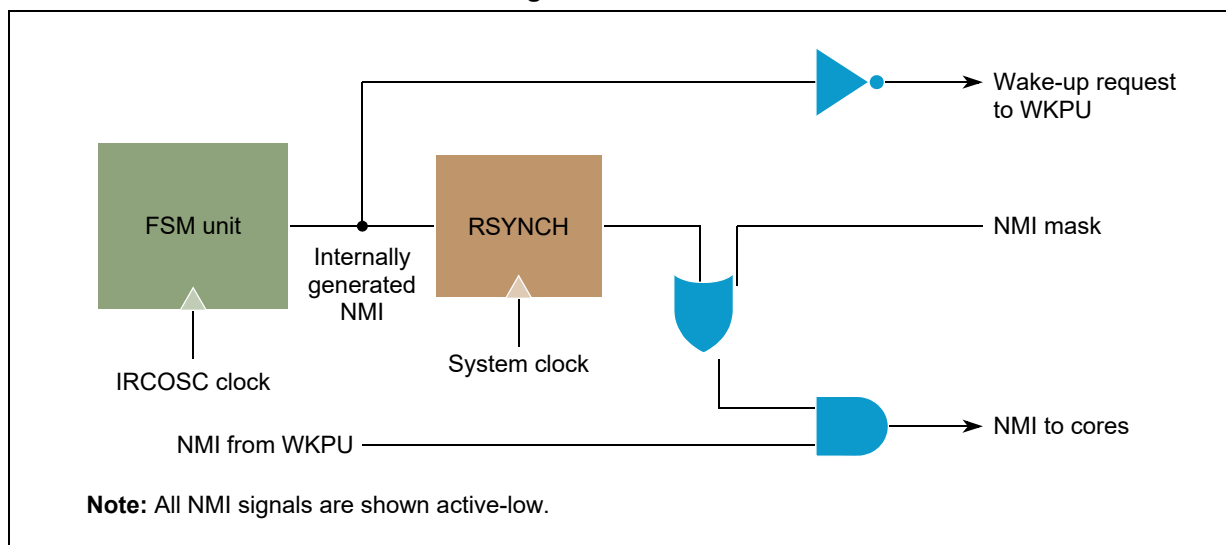 Wake-up request
to WKPU
FSM unit
RSYNCH
NMI mask
Internally
generated
NMI
System clock
IRCOSC clock
NMI from WKPU
NMI to cores
Note: All NMI signals are shown active-low.